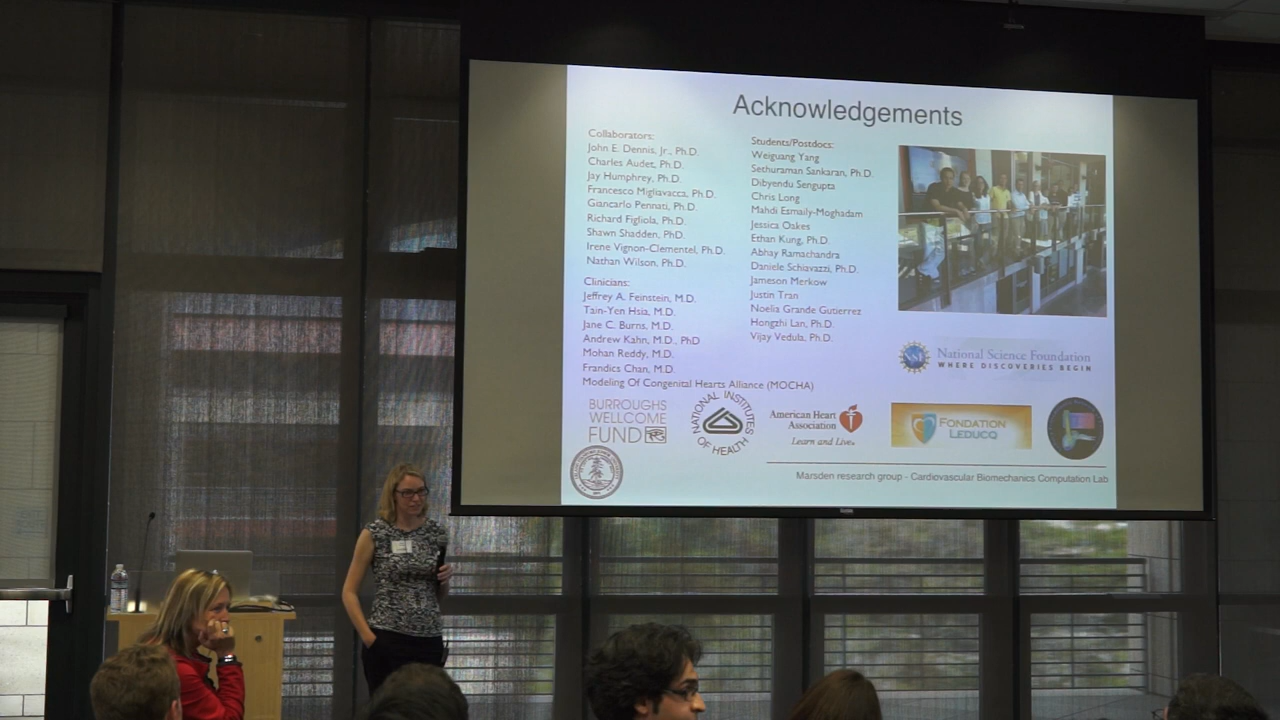 Acknowledgements
Collaborators:
John E. Dennis, Jr., Ph.D.
Charles Audet, Ph.D.
Jay Humphrey, Ph.D.
Francesco Migliavacca, Ph.D.
Giancarlo Pennati, Ph.D.
Richard Figliola, Ph.D.
Shawn Shadden, PhD.
Irene Vignon-Clementel, Ph.D.
Nathan Wilson, Ph.D.
Clinicians:
Jeffrey A. Feinstein, M.D.
Tain-Yen Hsia, M.D.
Jane C. Burns, M.D.
Andrew Kahn, M.D., PhD
Mohan Reddy, M.D.
Frandics Chan, M.D.
Modeling Of Congenital Hearts Alliance (MOCHA)
Students/Postdocs:
Weiguang Yang
Sethuraman Sankaran, Ph.D.
Dibyendu Sengupta
Chris Long
Mahdi Esmaily-Moghadam
Jessica Oakes
Ethan Kung, Ph.D.
Abhay Ramachandra
Daniele Schiavazzi, Ph.D.
Jameson Merkow
Justin Tran
Noelia Grande Gutierrez
Hongzhi Lan, Ph.D.
Vijay Vedula, Ph.D.
NSF
National Science Foundation
WHERE DISCOVERIES BEGIN
BURROUGHS
WELLCOME
FUND
NATIONAL INSTITUTES
OF HEALTH
American Heart
Association
Learn and Live®
FONDATION
LEDUCQ
Marsden research group - Cardiovascular Biomechanics Computation Lab